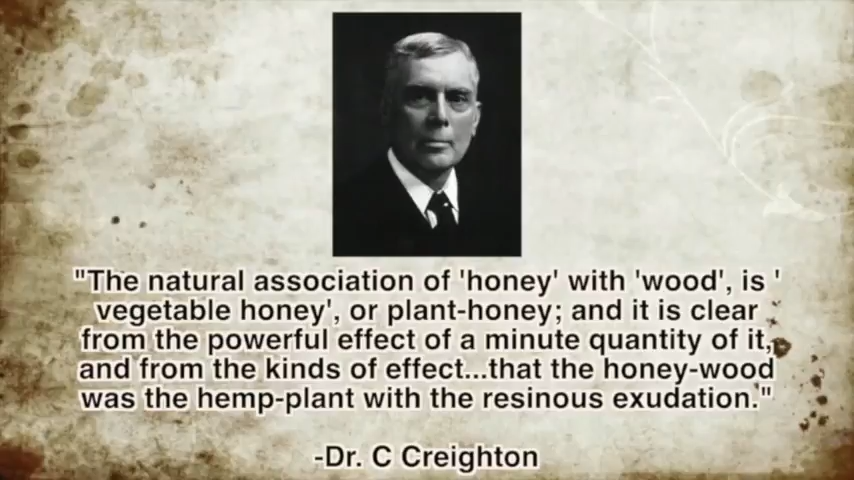 "The natural association of 'honey' with 'wood', is '
vegetable honey', or plant-honey; and it is clear
from the powerful effect of a minute quantity of it,
and from the kinds of effect...that the honey-wood
was the hemp-plant with the resinous exudation."
-Dr. C Creighton